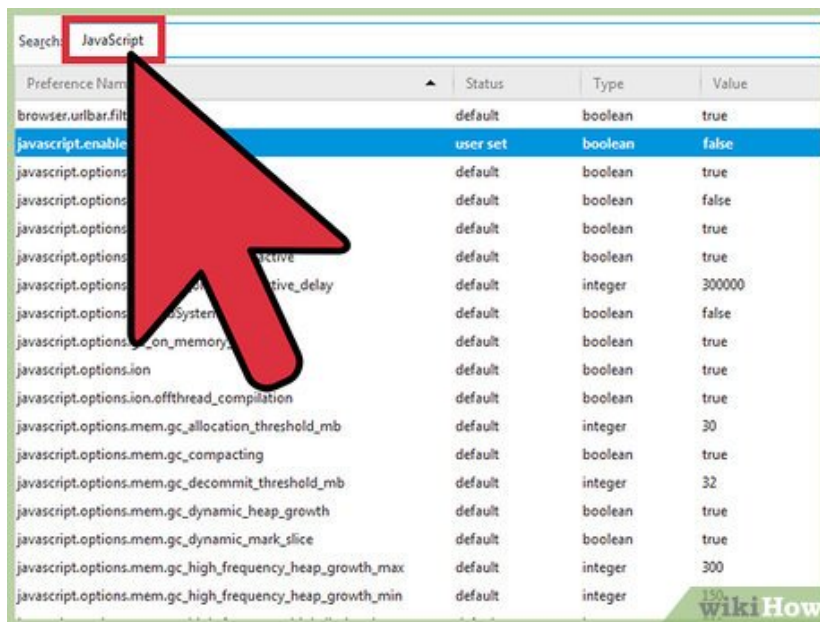 Search: JavaScript
Preference Nam Status Type Value
browser.urlbar.filt default boolean true
javascript.enable user set boolean false
javascript.options default boolean true
javascript.options default boolean false
javascript.options default boolean true
javascript.options active default boolean true
javascript.options tive_delay default integer 300000
javascript.options System default boolean false
javascript.options.gc_on_memory_ default boolean true
javascript.options.ion default boolean true
javascript.options.ion.offthread_compilation default boolean true
javascript.options.mem.gc_allocation_threshold_mb default integer 30
javascript.options.mem.gc_compacting default boolean true
javascript.options.mem.gc_decommit_threshold_mb default integer 32
javascript.options.mem.gc_dynamic_heap_growth default boolean true
javascript.options.mem.gc_dynamic_mark_slice default boolean true
javascript.options.mem.gc_high_frequency_heap_growth_max default integer 300
javascript.options.mem.gc_high_frequency_heap_growth_min default integer 150
wikiHow